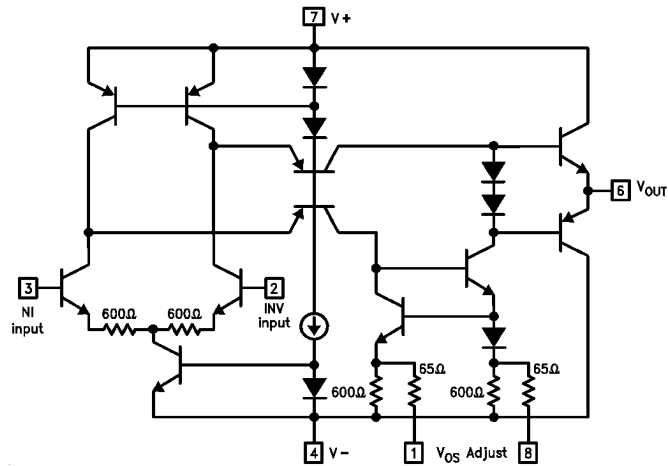 7 V+
6 VOUT
3
NI
input
2
INV
input
600Ω
600Ω
600Ω
65Ω
600Ω
65Ω
4 V-
1 VOS Adjust 8